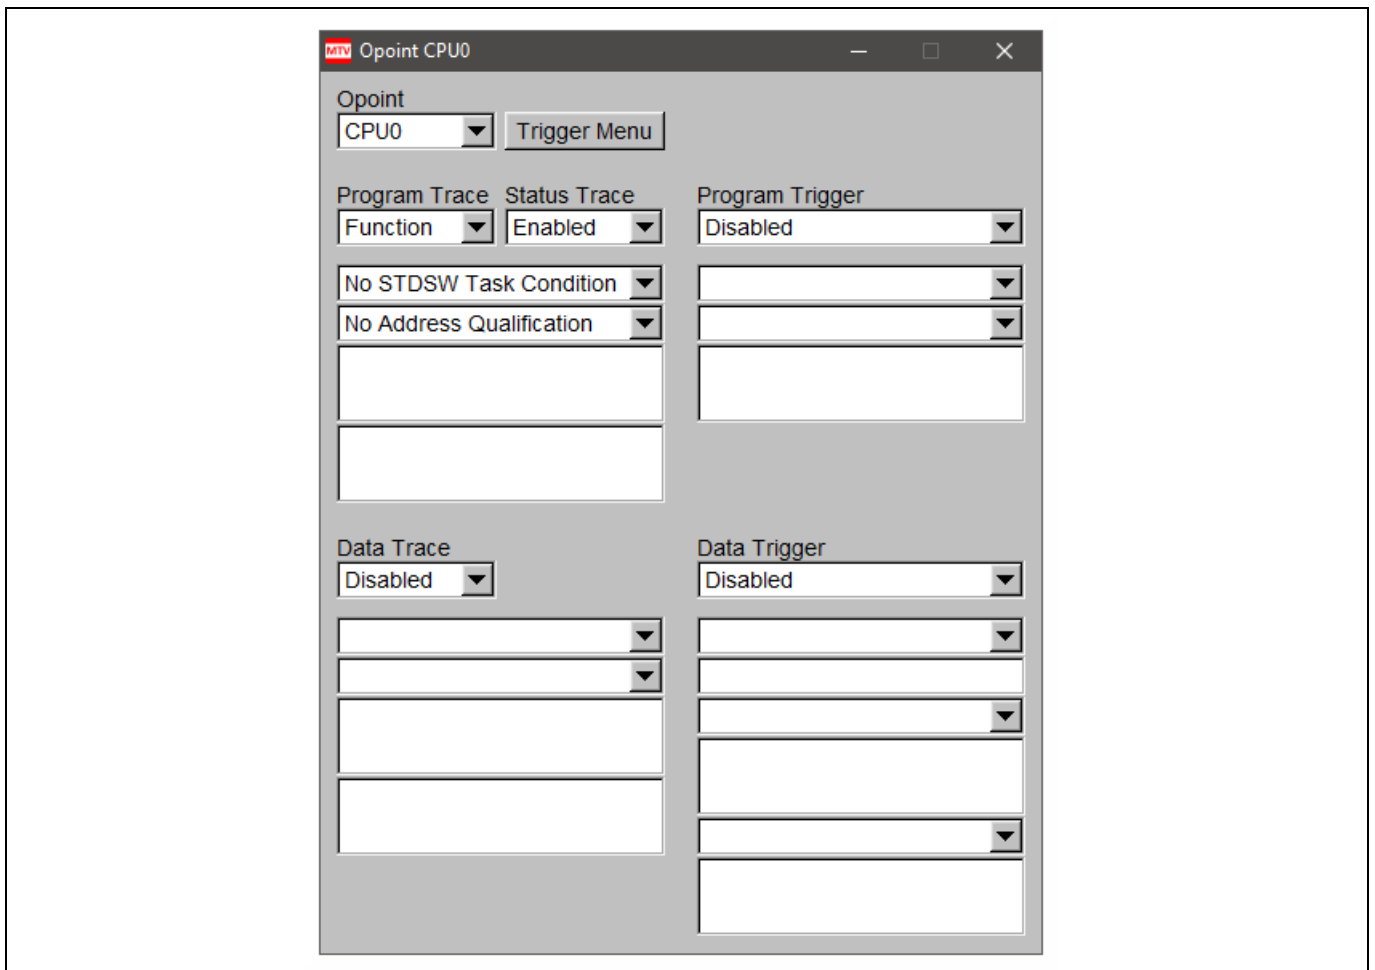 MTV Opoint CPU0
Opoint
CPU0 Trigger Menu
Program Trace Status Trace Program Trigger
Function Enabled Disabled
No STDSW Task Condition
No Address Qualification
Data Trace Data Trigger
Disabled Disabled